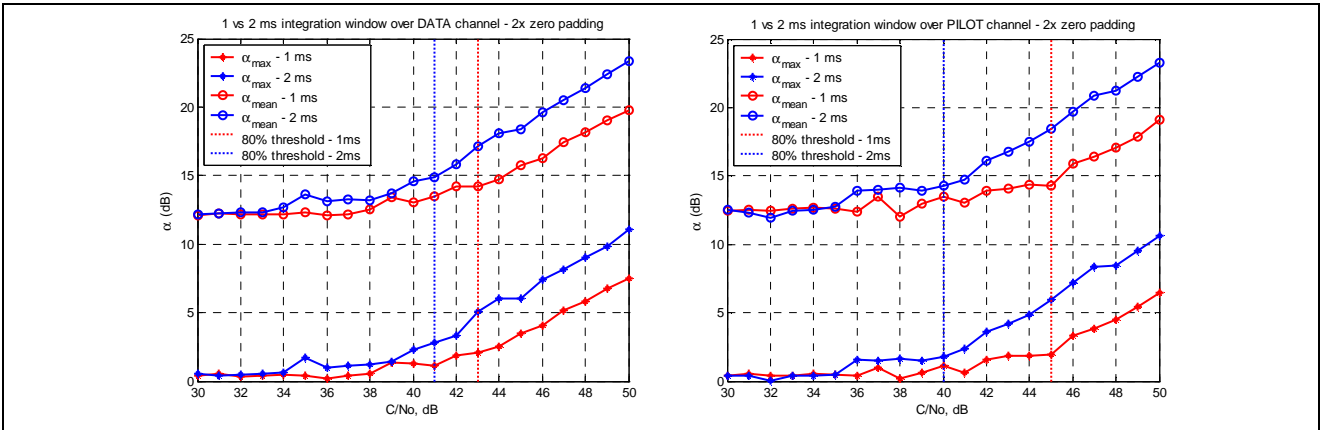 1 vs 2 ms integration window over DATA channel - 2x zero padding
25
20
15
10
5
0
α (dB)
α_max - 1 ms
α_max - 2 ms
α_mean - 1 ms
α_mean - 2 ms
80% threshold - 1ms
80% threshold - 2ms
30 32 34 36 38 40 42 44 46 48 50
C/No, dB
1 vs 2 ms integration window over PILOT channel - 2x zero padding
25
20
15
10
5
0
α (dB)
α_max - 1 ms
α_max - 2 ms
α_mean - 1 ms
α_mean - 2 ms
80% threshold - 1ms
80% threshold - 2ms
30 32 34 36 38 40 42 44 46 48 50
C/No, dB